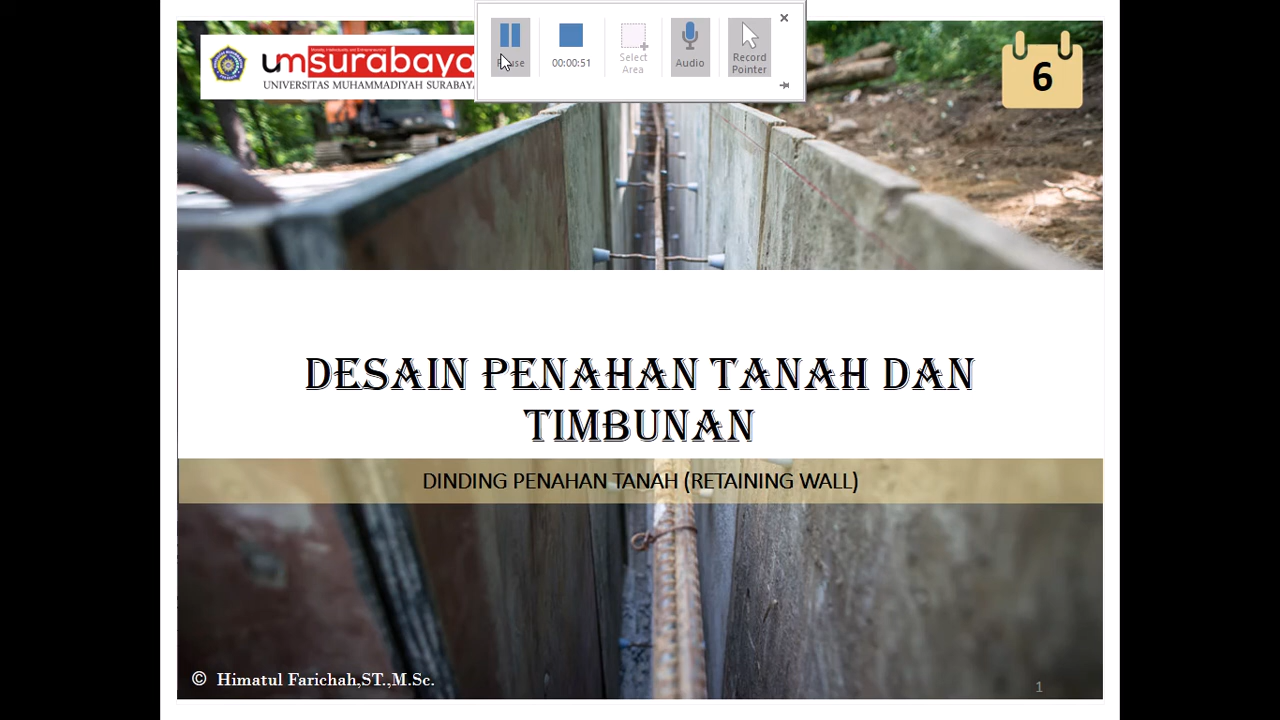 umsurabaya
UNIVERSITAS MUHAMMADIYAH SURABAYA
00:00:51
Select
Area
Audio
Record
Pointer
6
DESAIN PENAHAN TANAH DAN
TIMBUNAN
DINDING PENAHAN TANAH (RETAINING WALL)
© Himatul Farichah,ST.,M.Sc.
1